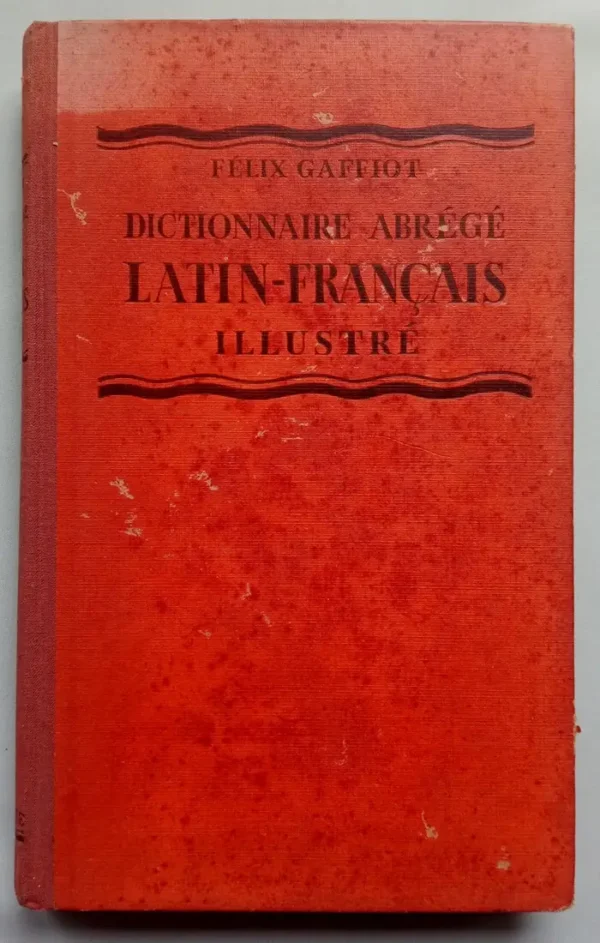 FÉLIX GAFFIOT
DICTIONNAIRE ABRÉGÉ
LATIN-FRANÇAIS
ILLUSTRÉ